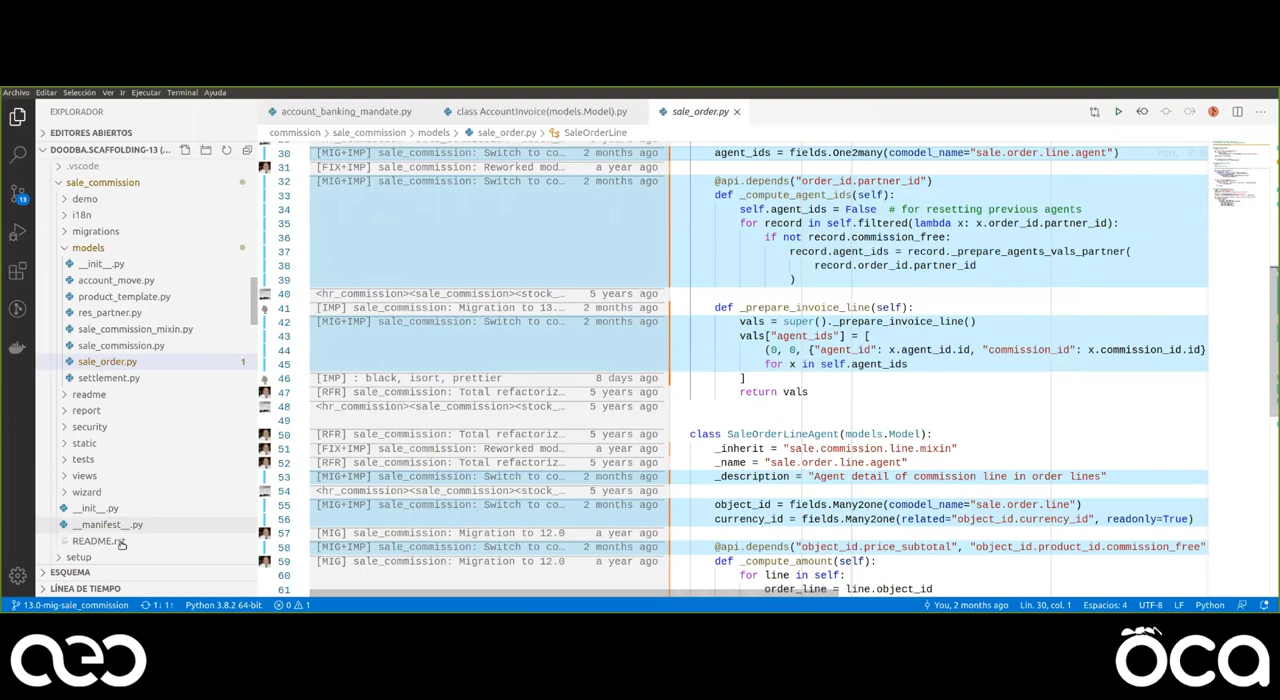 Archivo Editar Selección Ver Ir Ejecutar Terminal Ayuda
EXPLORADOR
account_banking_mandate.py
class AccountInvoice(models.Model).py
sale_order.py
EDITORES ABIERTOS
commission > sale_commission > models > sale_order.py > SaleOrderLine
DOODBA.SCAFFOLDING-13 (...
.vscode
sale_commission
demo
i18n
migrations
models
__init__.py
account_move.py
product_template.py
res_partner.py
sale_commission_mixin.py
sale_commission.py
sale_order.py 1
settlement.py
readme
report
security
static
tests
views
wizard
__init__.py
__manifest__.py
README.rst
setup
ESQUEMA
LÍNEA DE TIEMPO
30 [MIG+IMP] sale_commission: Switch to co… 2 months ago agent_ids = fields.One2many(comodel_name="sale.order.line.agent")
31 [FIX+IMP] sale_commission: Reworked mod… a year ago
32 [MIG+IMP] sale_commission: Switch to co… 2 months ago @api.depends("order_id.partner_id")
33 def _compute_agent_ids(self):
34 self.agent_ids = False # for resetting previous agents
35 for record in self.filtered(lambda x: x.order_id.partner_id):
36 if not record.commission_free:
37 record.agent_ids = record._prepare_agents_vals_partner(
38 record.order_id.partner_id
39 )
40 <hr_commission><sale_commission><stock_… 5 years ago
41 [IMP] sale_commission: Migration to 13.… 2 months ago def _prepare_invoice_line(self):
42 [MIG+IMP] sale_commission: Switch to co… 2 months ago vals = super()._prepare_invoice_line()
43 vals["agent_ids"] = [
44 (0, 0, {"agent_id": x.agent_id.id, "commission_id": x.commission_id.id}
45 for x in self.agent_ids
46 [IMP] : black, isort, prettier 8 days ago ]
47 [RFR] sale_commission: Total refactoriz… 5 years ago return vals
48 <hr_commission><sale_commission><stock_… 5 years ago
49
50 [RFR] sale_commission: Total refactoriz… 5 years ago class SaleOrderLineAgent(models.Model):
51 [FIX+IMP] sale_commission: Reworked mod… a year ago _inherit = "sale.commission.line.mixin"
52 [RFR] sale_commission: Total refactoriz… 5 years ago _name = "sale.order.line.agent"
53 [MIG+IMP] sale_commission: Switch to co… 2 months ago _description = "Agent detail of commission line in order lines"
54 <hr_commission><sale_commission><stock_… 5 years ago
55 [MIG+IMP] sale_commission: Switch to co… 2 months ago object_id = fields.Many2one(comodel_name="sale.order.line")
56 currency_id = fields.Many2one(related="object_id.currency_id", readonly=True)
57 [MIG] sale_commission: Migration to 12.0 a year ago
58 [MIG+IMP] sale_commission: Switch to co… 2 months ago @api.depends("object_id.price_subtotal", "object_id.product_id.commission_free"
59 [MIG] sale_commission: Migration to 12.0 a year ago def _compute_amount(self):
60 for line in self:
61 order_line = line.object_id
13
13.0-mig-sale_commission 1↓ 1↑ Python 3.8.2 64-bit 0 1 You, 2 months ago Lín. 30, col. 1 Espacios: 4 UTF-8 LF Python
oca